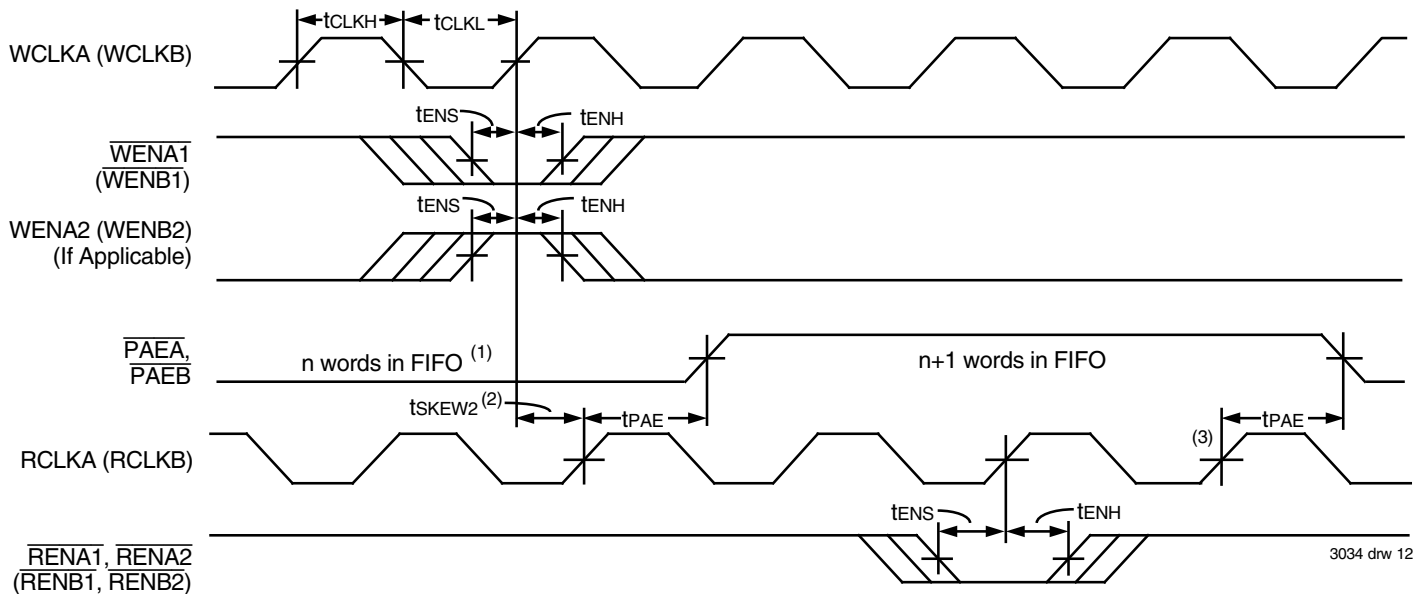 tCLKH tCLKL
WCLKA (WCLKB)
tENS tENH
WENA1
(WENB1)
tENS tENH
WENA2 (WENB2)
(If Applicable)
PAEA,
PAEB
n words in FIFO (1)
n+1 words in FIFO
tSKEW2(2) tPAE
(3) tPAE
RCLKA (RCLKB)
tENS tENH
RENA1, RENA2
(RENB1, RENB2)
3034 drw 12